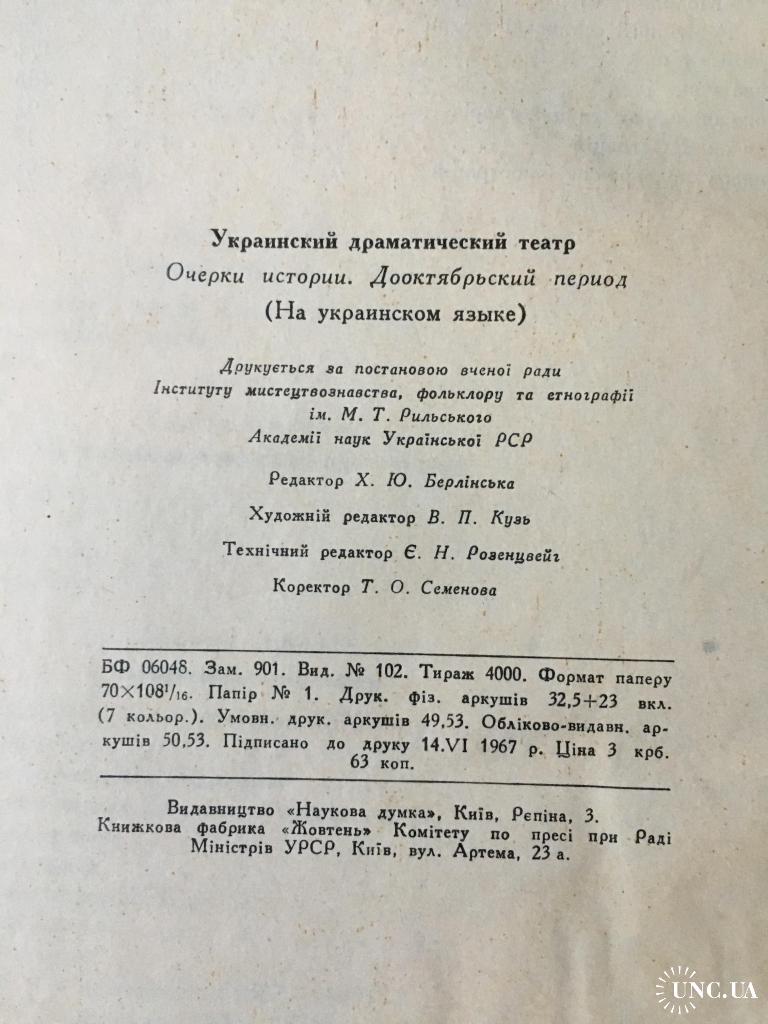 Украинский драматический театр
Очерки истории. Дооктябрьский период
(На украинском языке)
Друкується за постановою вченої ради
Інституту мистецтвознавства, фольклору та етнографії
ім. М. Т. Рильського
Академії наук Української РСР
Редактор Х. Ю. Берлінська
Художній редактор В. П. Кузь
Технічний редактор Є. Н. Розенцвейг
Коректор Т. О. Семенова
БФ 06048. Зам. 901. Вид. № 102. Тираж 4000. Формат паперу
70×108¹/₁₆. Папір № 1. Друк. фіз. аркушів 32,5+23 вкл.
(7 кольор.). Умовн. друк. аркушів 49,53. Обліково-видавн. ар-
кушів 50,53. Підписано до друку 14.VI 1967 р. Ціна 3 крб.
63 коп.
Видавництво «Наукова думка», Київ, Рєпіна, 3.
Книжкова фабрика «Жовтень» Комітету по пресі при Раді
Міністрів УРСР, Київ, вул. Артема, 23 а.
UNC.UA